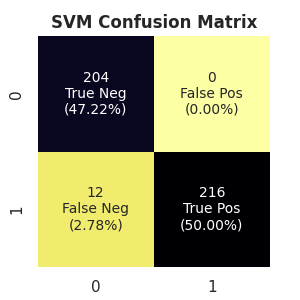 SVM Confusion Matrix
0
204
True Neg
(47.22%)
0
False Pos
(0.00%)
1
12
False Neg
(2.78%)
216
True Pos
(50.00%)
0
1